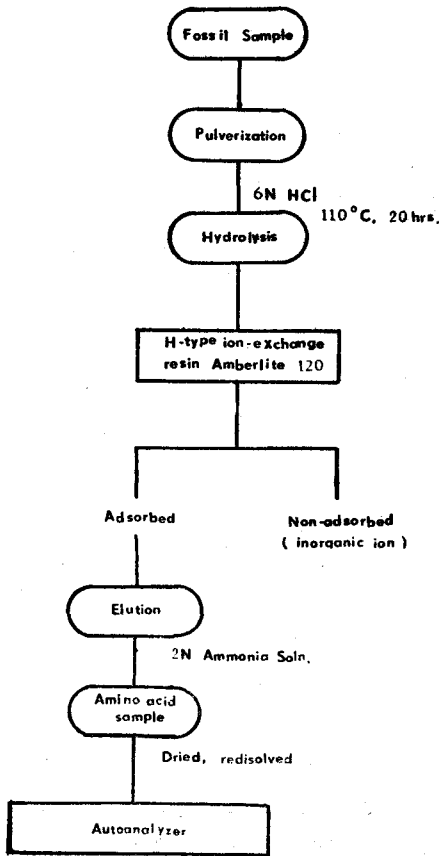 Fossil Sample
Pulverization
6N HCl
110°C, 20 hrs.
Hydrolysis
H-type ion-exchange
resin Amberlite 120
Adsorbed
Non-adsorbed
( inorganic ion )
Elution
2N Ammonia Soln.
Amino acid
sample
Dried, redisolved
Autoanalyzer